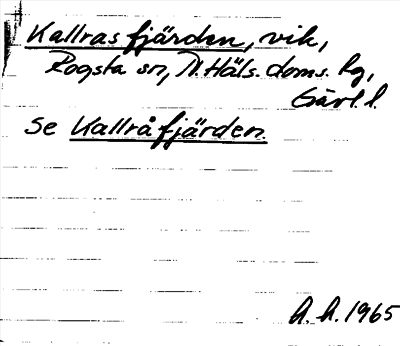 Kallrasfjärden, vik,
Rogsta sn, N. Häls. doms. hg,
Gävl. l.
Se Kallråfjärden.
A. A. 1965